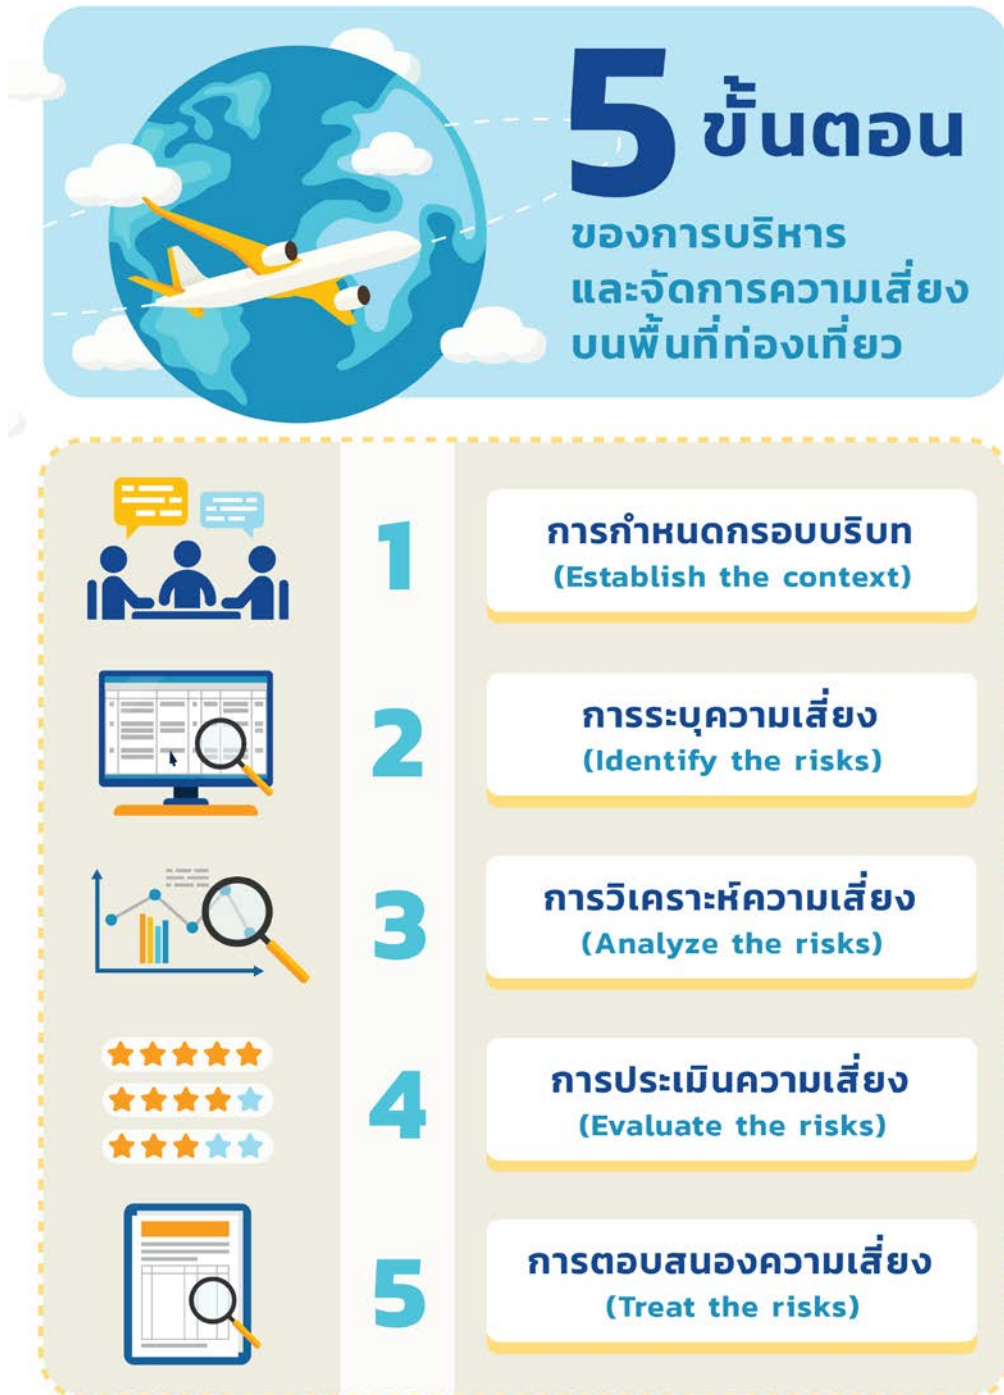 5 ขั้นตอน
ของการบริหาร
และจัดการความเสี่ยง
บนพื้นที่ท่องเที่ยว
1
การกำหนดกรอบบริบท
(Establish the context)
2
การระบุความเสี่ยง
(Identify the risks)
3
การวิเคราะห์ความเสี่ยง
(Analyze the risks)
4
การประเมินความเสี่ยง
(Evaluate the risks)
5
การตอบสนองความเสี่ยง
(Treat the risks)